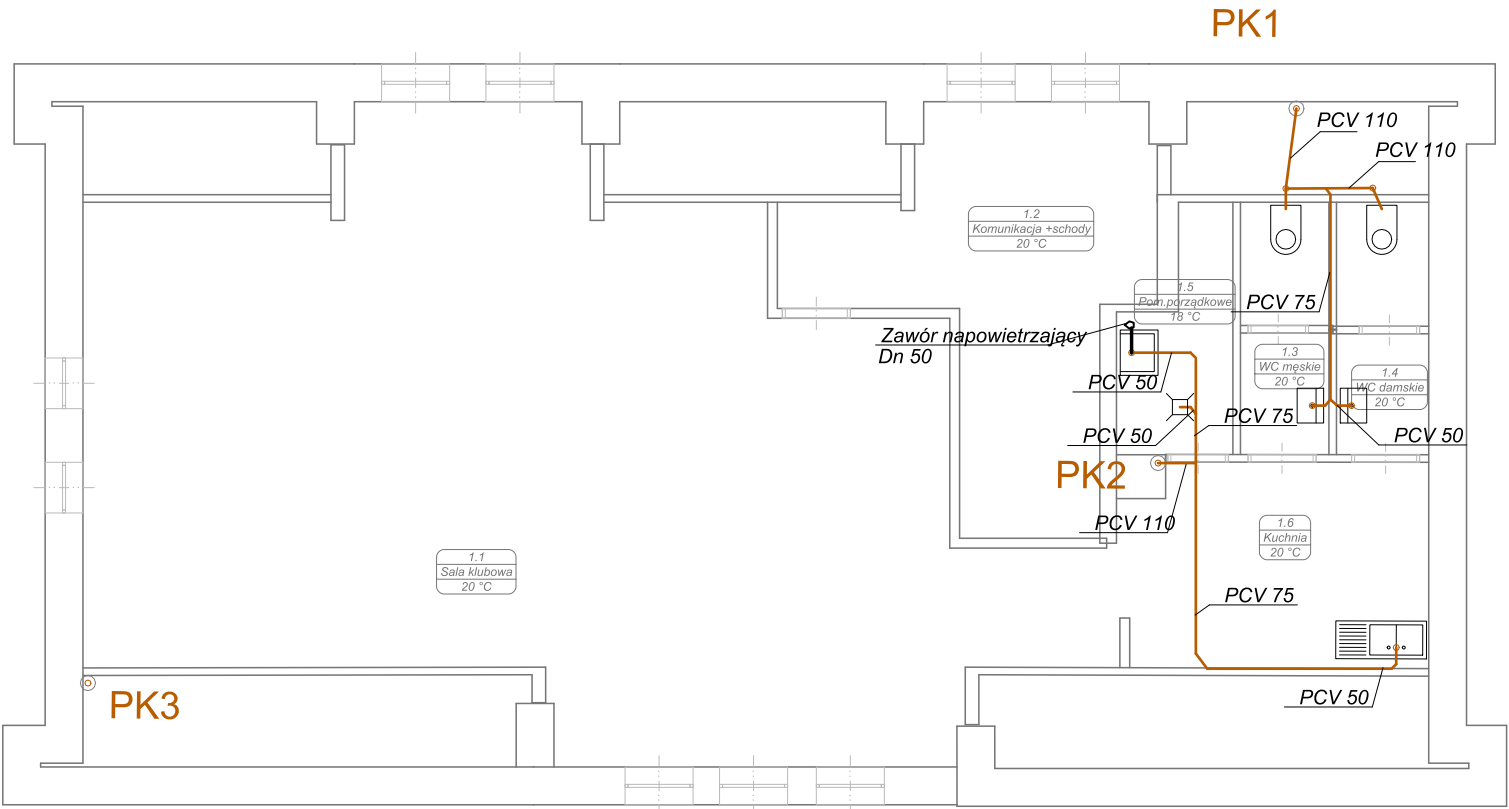 PK1
PCV 110
PCV 110
1.2
Komunikacja +schody
20 °C
1.5
Pom.porządkowe
18 °C
PCV 75
Zawór napowietrzający
Dn 50
1.3
WC męskie
20 °C
1.4
WC damskie
20 °C
PCV 50
PCV 75
PCV 50
PCV 50
PK2
PCV 110
1.6
Kuchnia
20 °C
1.1
Sala klubowa
20 °C
PCV 75
PK3
PCV 50